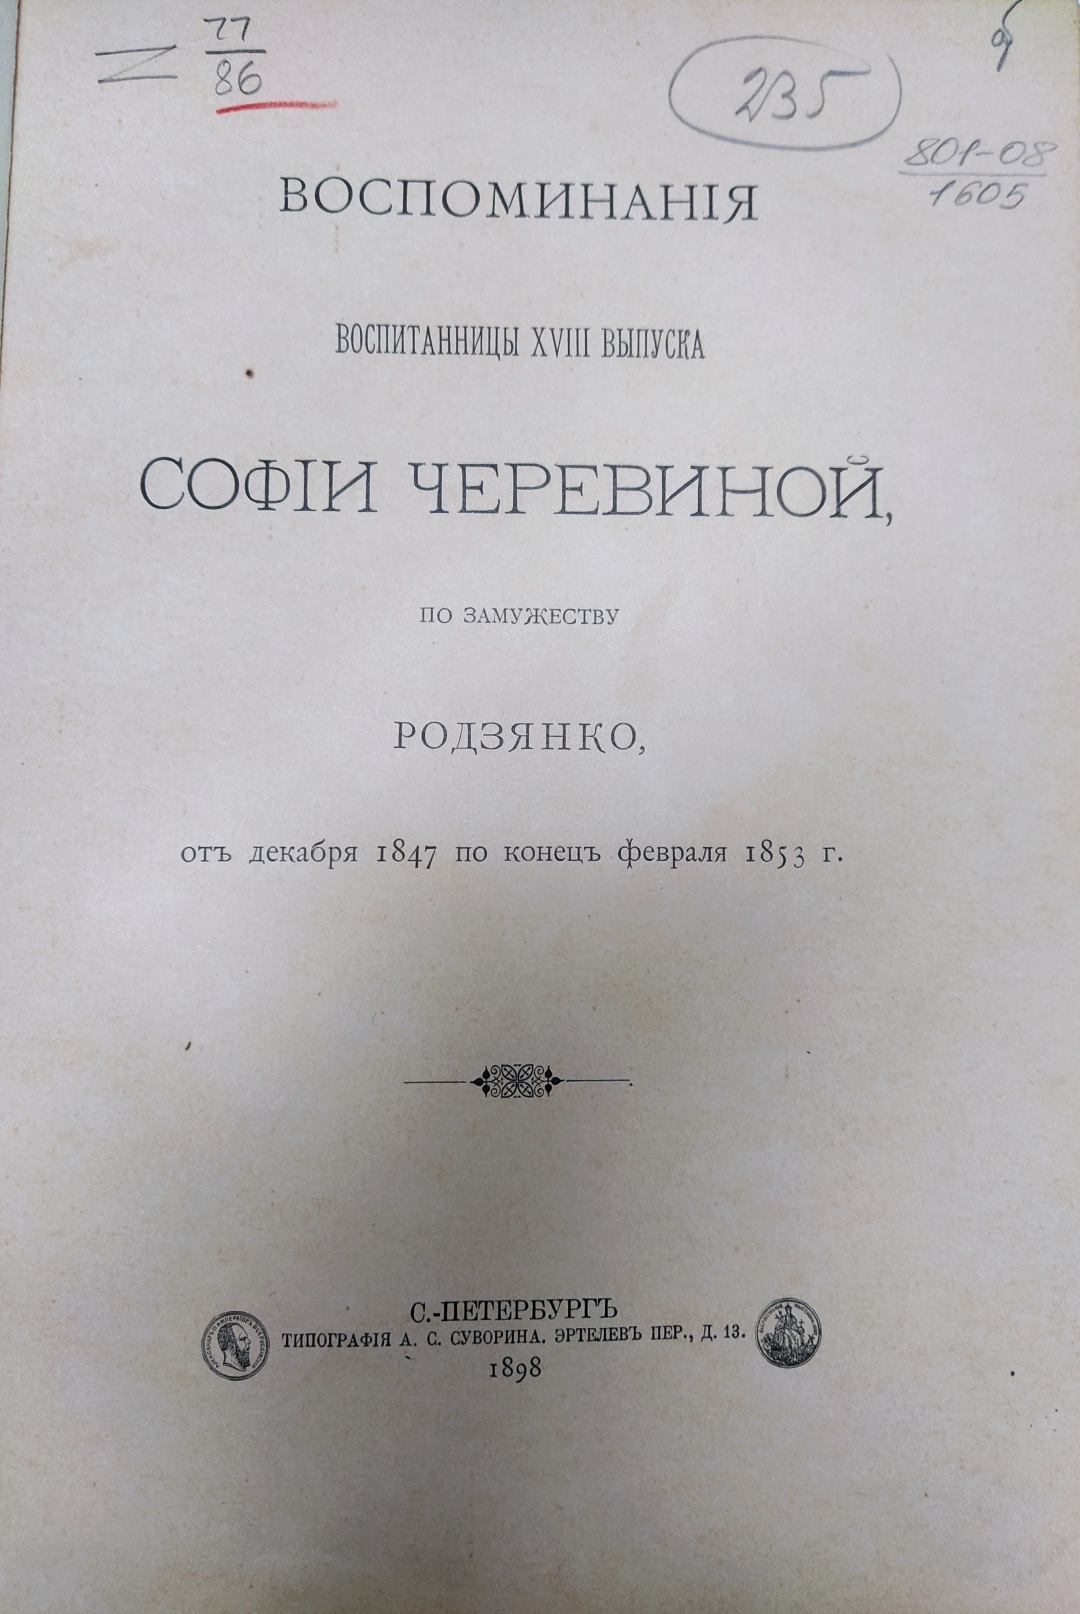 77
86
235
801-08
1605
ВОСПОМИНАНІЯ
ВОСПИТАННИЦЫ XVIII ВЫПУСКА
СОФІИ ЧЕРЕВИНОЙ,
ПО ЗАМУЖЕСТВУ
РОДЗЯНКО,
отъ декабря 1847 по конецъ февраля 1853 г.
С.-ПЕТЕРБУРГЪ
ТИПОГРАФІЯ А. С. СУВОРИНА. ЭРТЕЛЕВЪ ПЕР., Д. 13.
1898